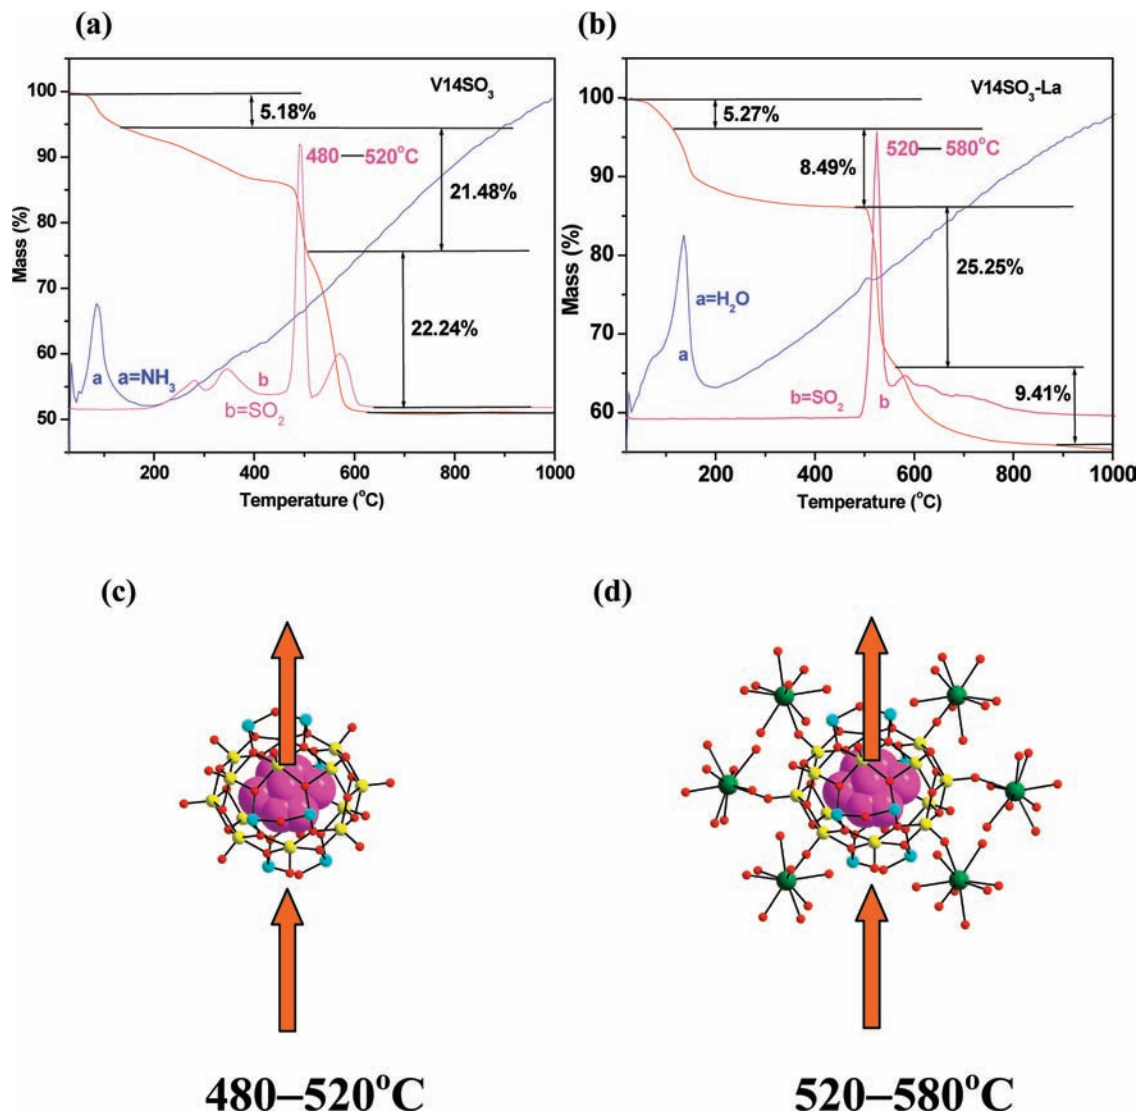 (a)
V14SO₃
5.18%
480—520°C
21.48%
22.24%
a
a=NH₃
b
b=SO₂
Mass (%)
100
90
80
70
60
50
200
400
600
800
1000
Temperature (°C)
(b)
V14SO₃-La
5.27%
520—580°C
8.49%
25.25%
a=H₂O
a
b=SO₂
b
9.41%
Mass (%)
100
90
80
70
60
200
400
600
800
1000
Temperature (°C)
(c)
480–520°C
(d)
520–580°C